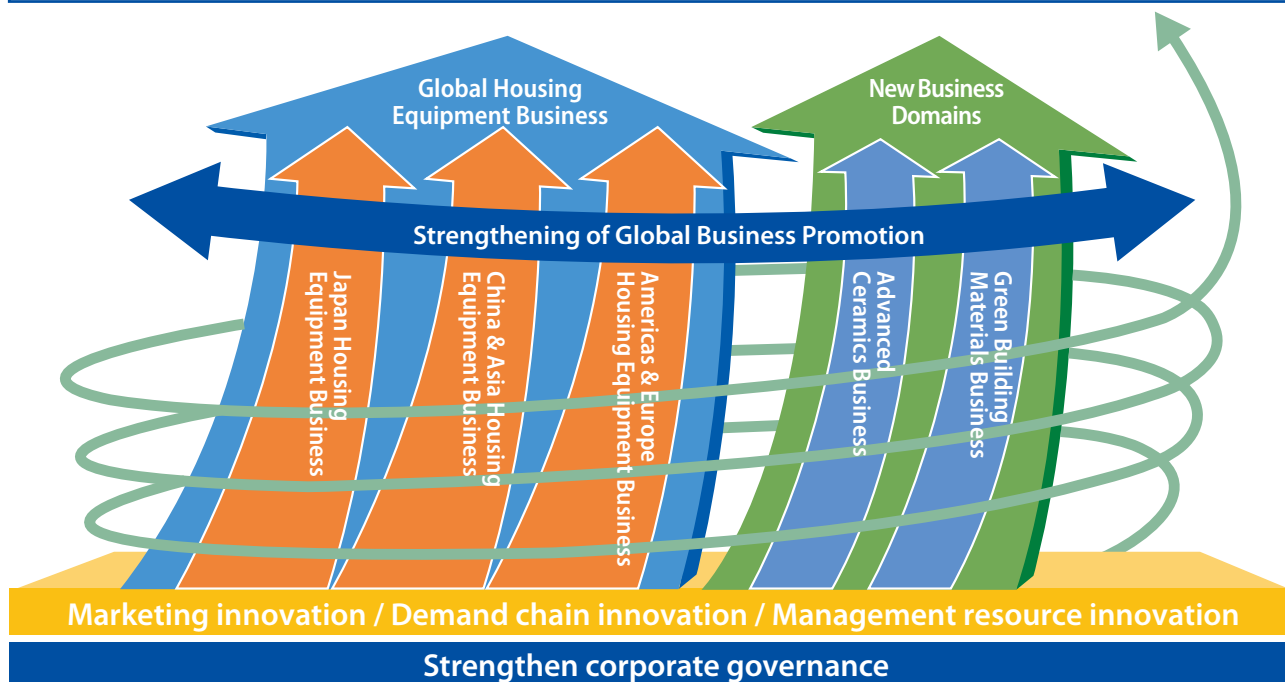 Global Housing
Equipment Business
New Business
Domains
Strengthening of Global Business Promotion
Japan Housing
Equipment Business
China & Asia Housing
Equipment Business
Americas & Europe
Housing Equipment Business
Advanced
Ceramics Business
Green Building
Materials Business
Marketing innovation / Demand chain innovation / Management resource innovation
Strengthen corporate governance